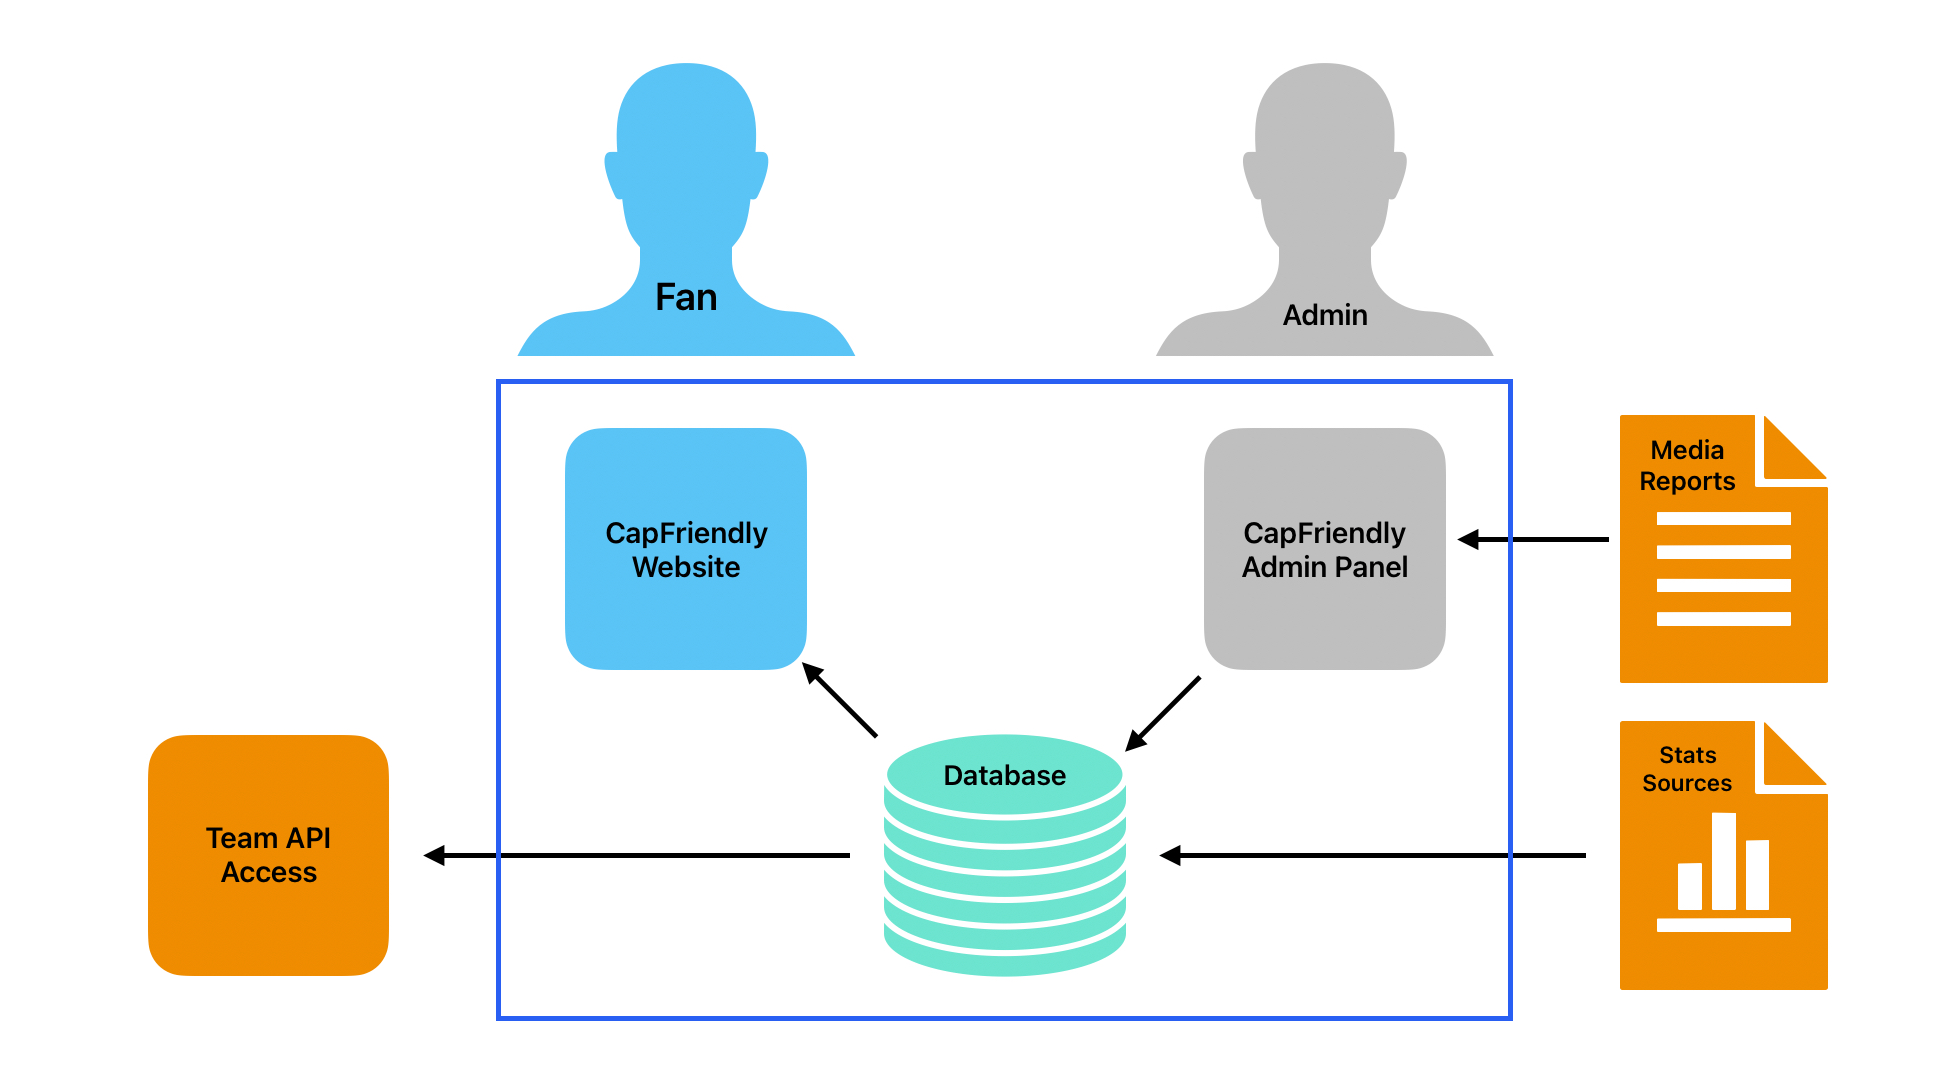 Fan
Admin
CapFriendly
Website
CapFriendly
Admin Panel
Media
Reports
Database
Stats
Sources
Team API
Access